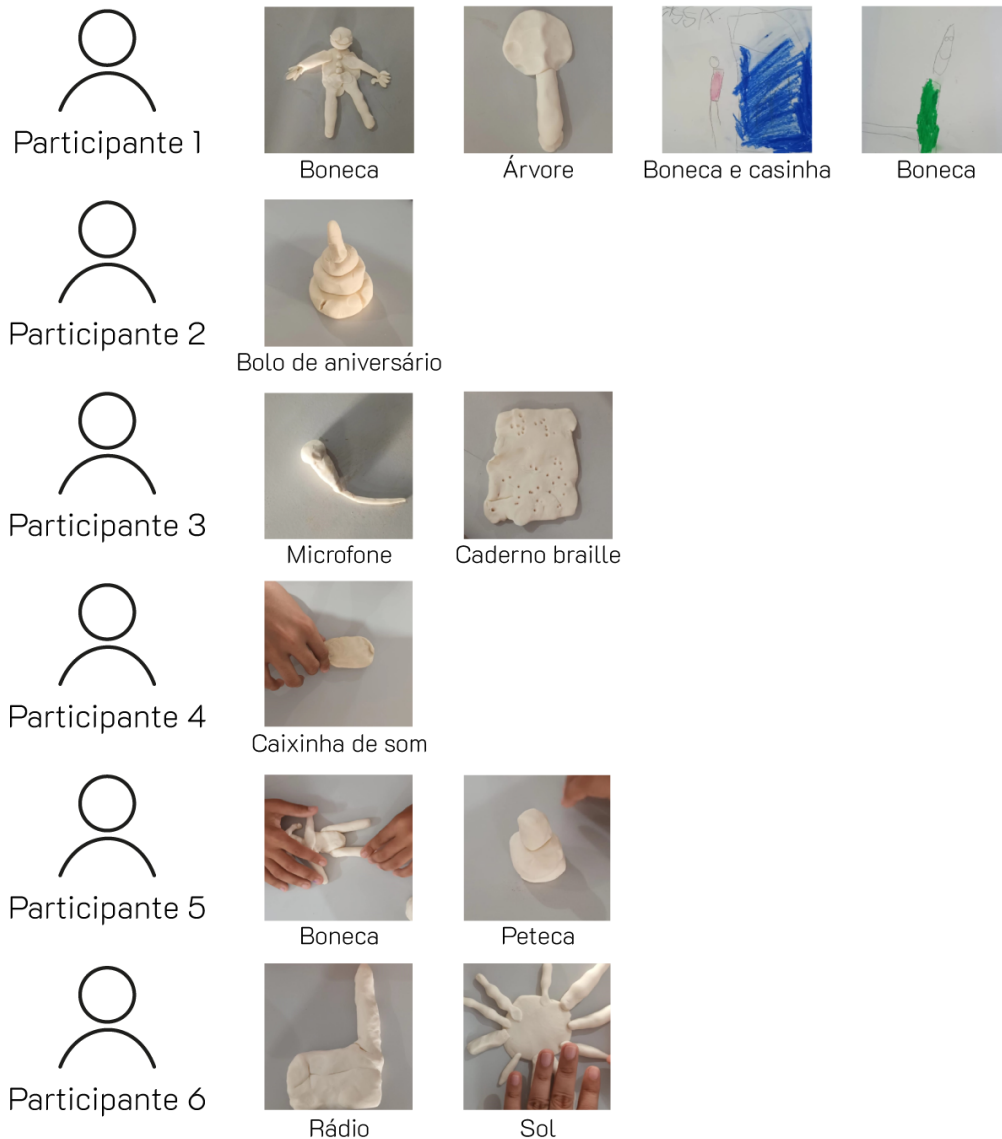 Participante 1
Boneca
Árvore
Boneca e casinha
Boneca
Participante 2
Bolo de aniversário
Participante 3
Microfone
Caderno braille
Participante 4
Caixinha de som
Participante 5
Boneca
Peteca
Participante 6
Rádio
Sol